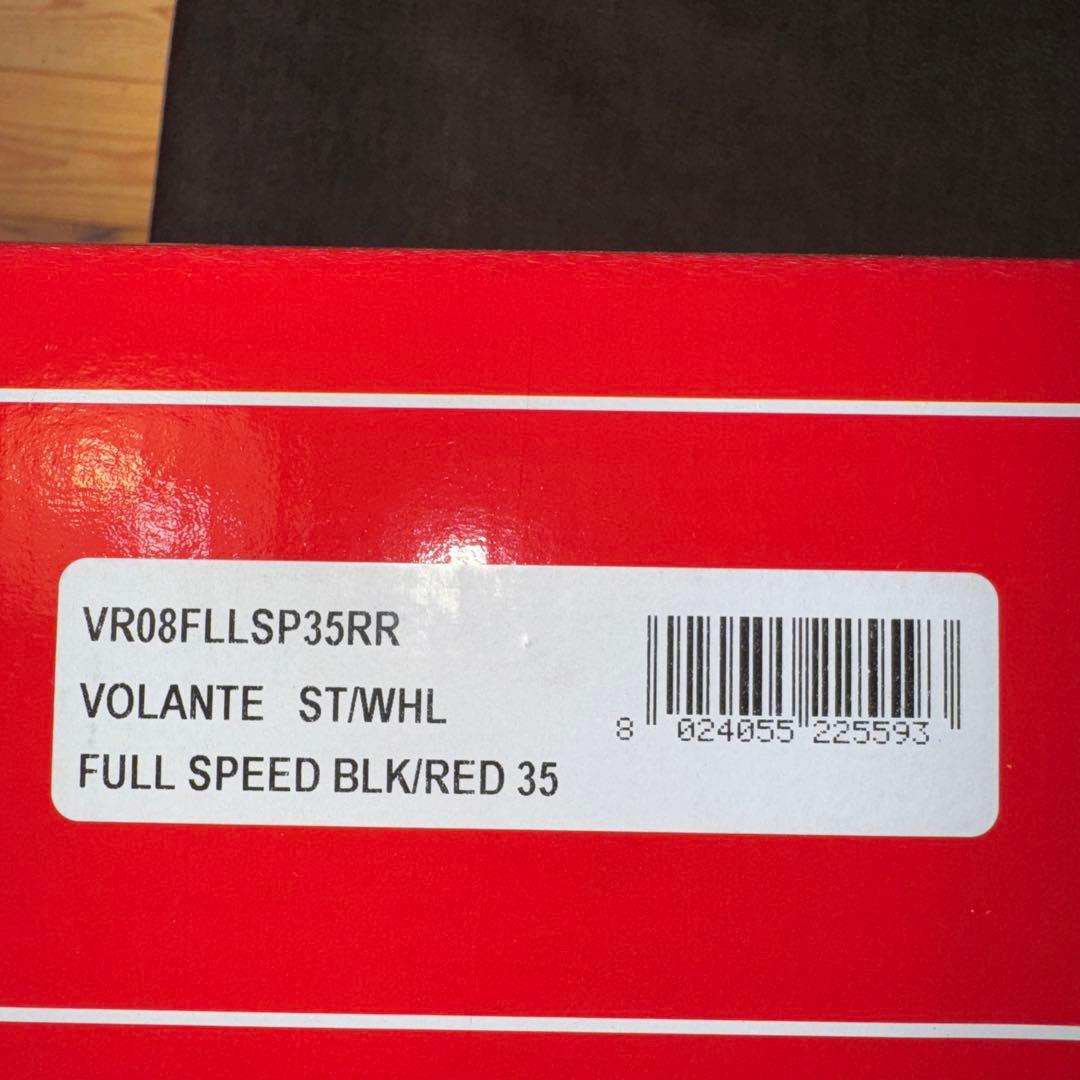 VR08FLLSP35RR
VOLANTE ST/WHL
FULL SPEED BLK/RED 35
8 024055 225593